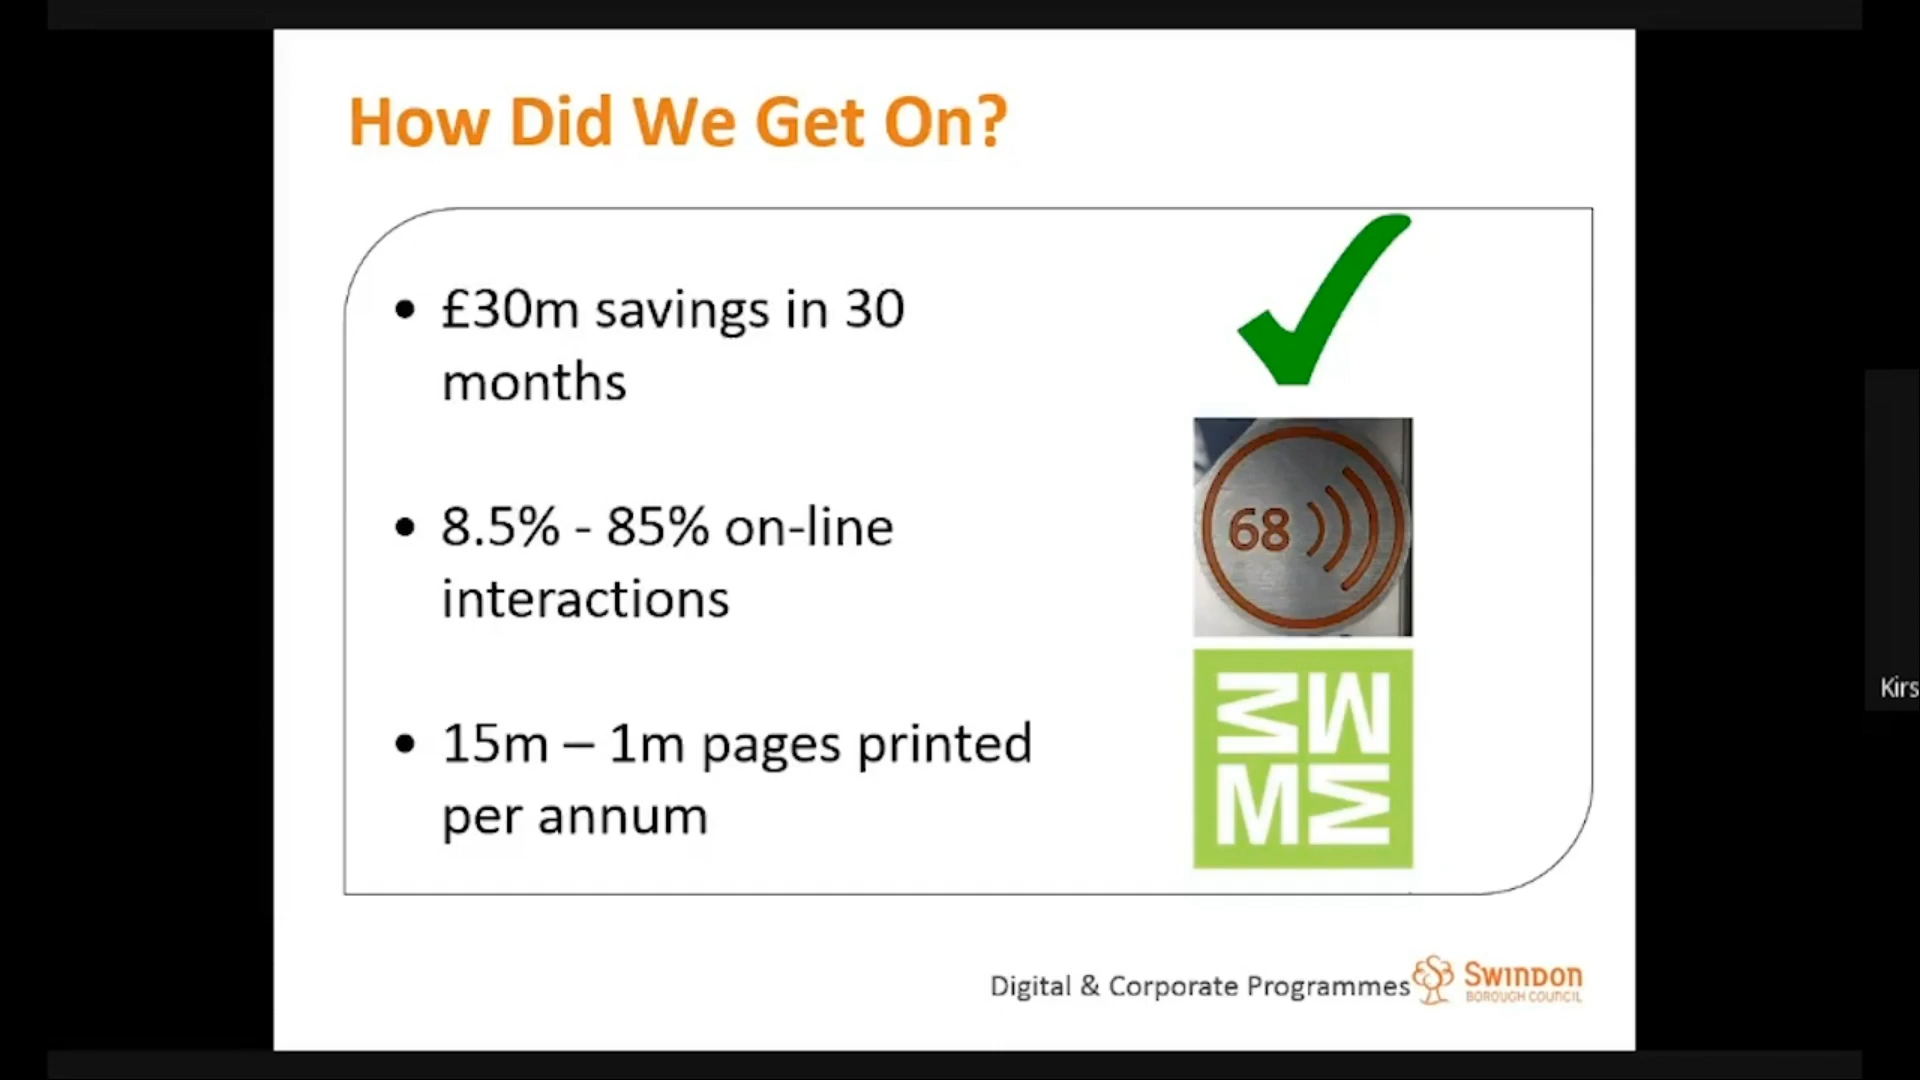 How Did We Get On?
• £30m savings in 30
months
• 8.5% - 85% on-line
interactions
• 15m – 1m pages printed
per annum
68
M M
M M
Digital & Corporate Programmes
SWINDON
BOROUGH COUNCIL
Kirs